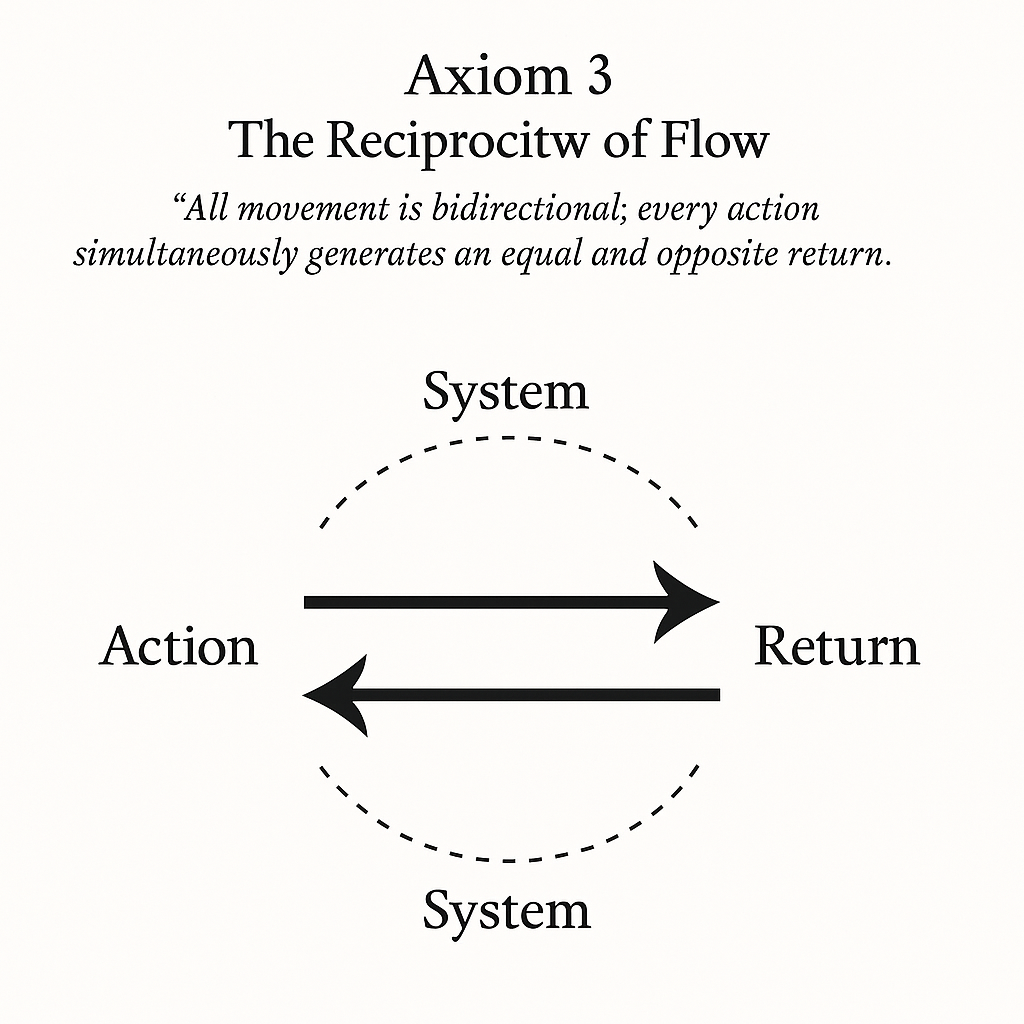 Axiom 3
The Reciprocitw of Flow
“All movement is bidirectional; every action
simultaneously generates an equal and opposite return.
System
Action
Return
System